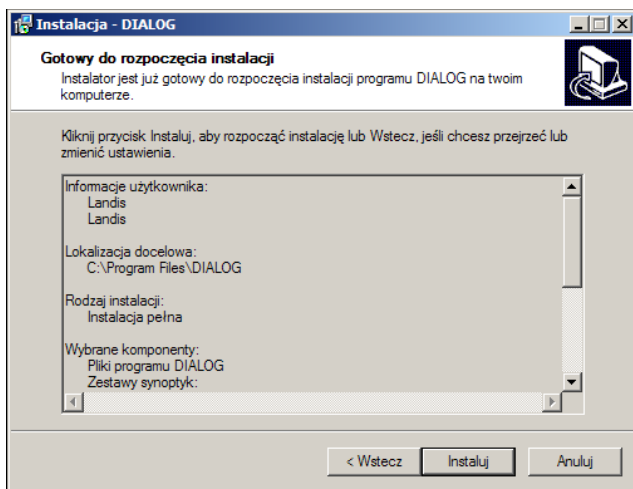 Instalacja - DIALOG
Gotowy do rozpoczęcia instalacji
Instalator jest już gotowy do rozpoczęcia instalacji programu DIALOG na twoim
komputerze.
Kliknij przycisk Instaluj, aby rozpocząć instalację lub Wstecz, jeśli chcesz przejrzeć lub
zmienić ustawienia.
Informacje użytkownika:
Landis
Landis
Lokalizacja docelowa:
C:\Program Files\DIALOG
Rodzaj instalacji:
Instalacja pełna
Wybrane komponenty:
Pliki programu DIALOG
Zestawy synoptyk:
< Wstecz Instaluj Anuluj